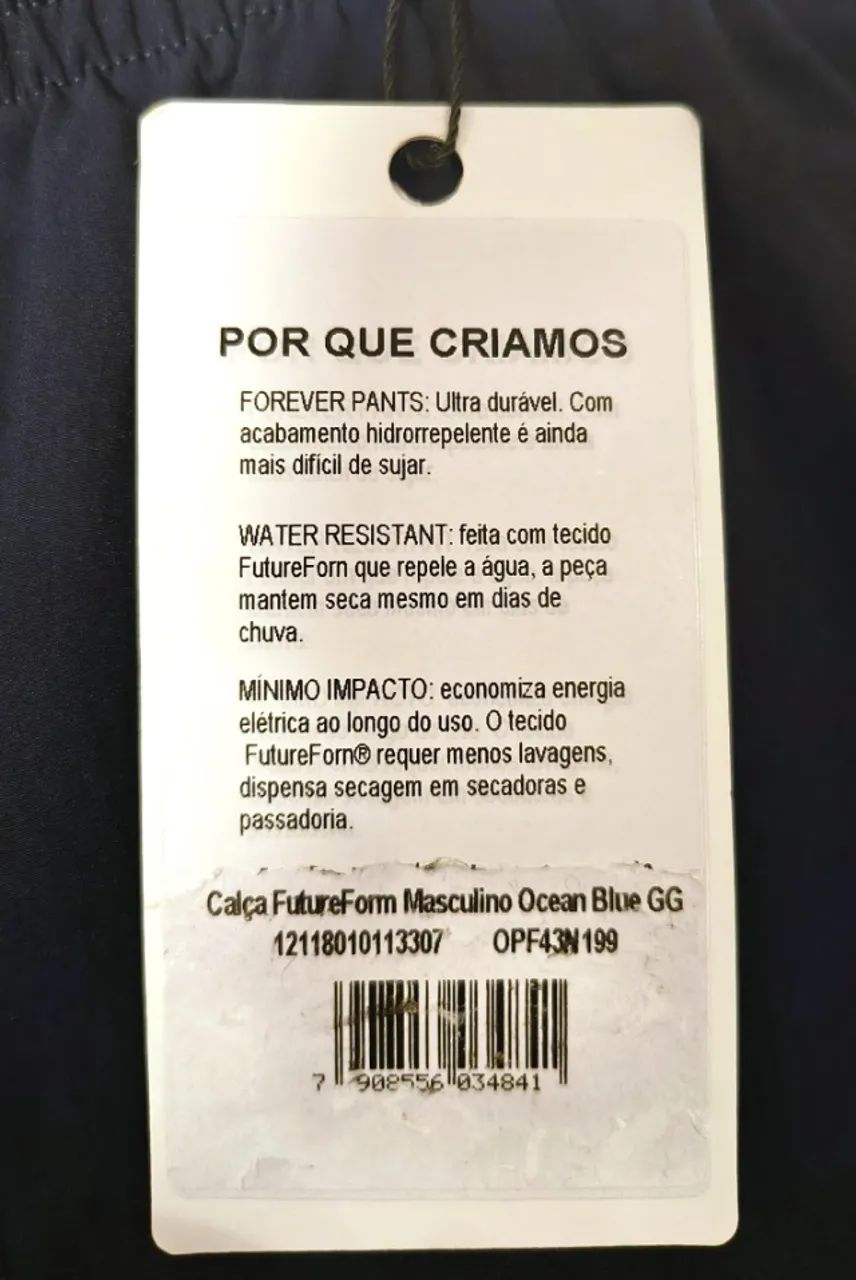 POR QUE CRIAMOS
FOREVER PANTS: Ultra durável. Com
acabamento hidrorrepelente é ainda
mais difícil de sujar.
WATER RESISTANT: feita com tecido
FutureForn que repele a água, a peça
mantem seca mesmo em dias de
chuva.
MÍNIMO IMPACTO: economiza energia
elétrica ao longo do uso. O tecido
FutureForn® requer menos lavagens,
dispensa secagem em secadoras e
passadoria.
Calça FutureForm Masculino Ocean Blue GG
12118010113307 OPF43N199
7 908556 034841